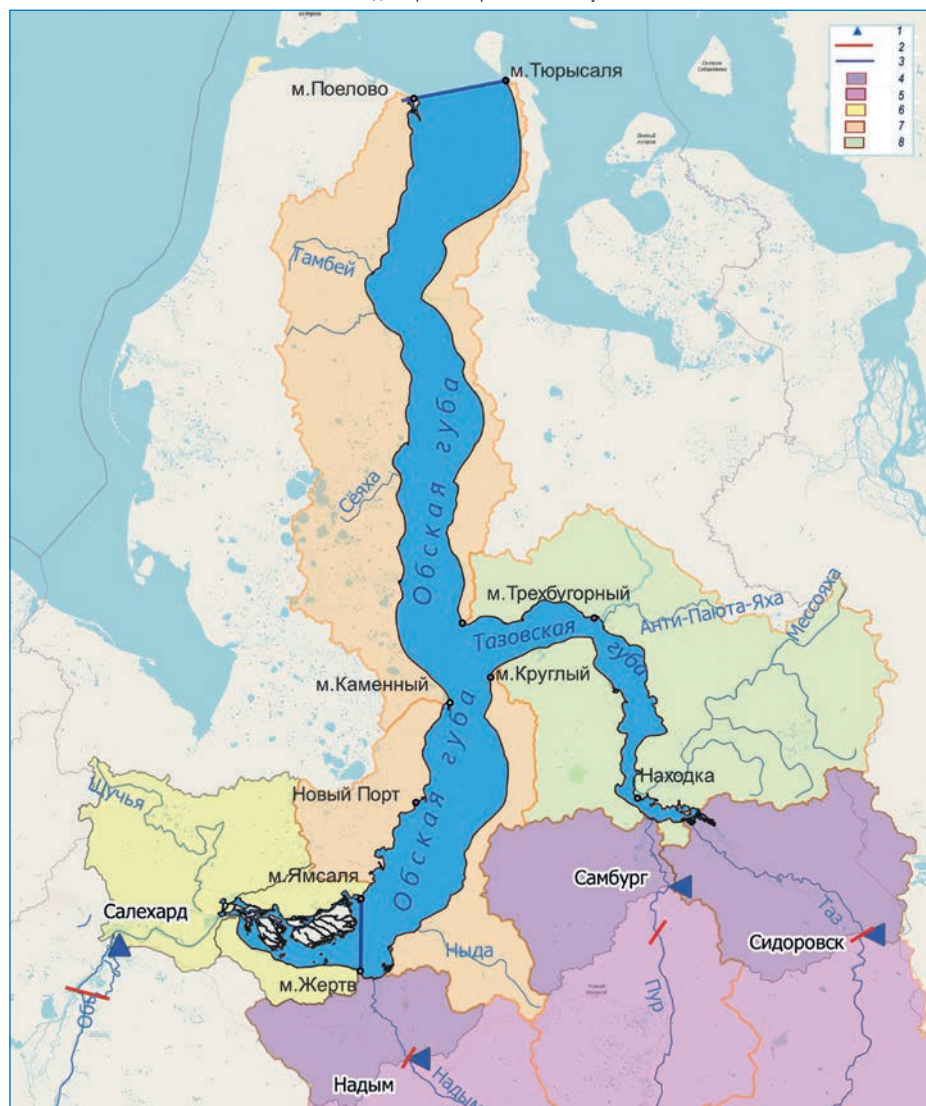 м.Поелово
м.Тюрысаля
1
2
3
4
5
6
7
8
Тамбей
Обская губа
Сёяха
м.Трехбугорный
Анти-Паюта-Яха
Мессояха
Тазовская
губа
м.Круглый
м.Каменный
Обская губа
Находка
Новый Порт
Щучья
м.Ямсаля
Самбург
Салехард
Таз
Сидоровск
Ныда
м.Жертв
Обь
Пур
Надым
Надым